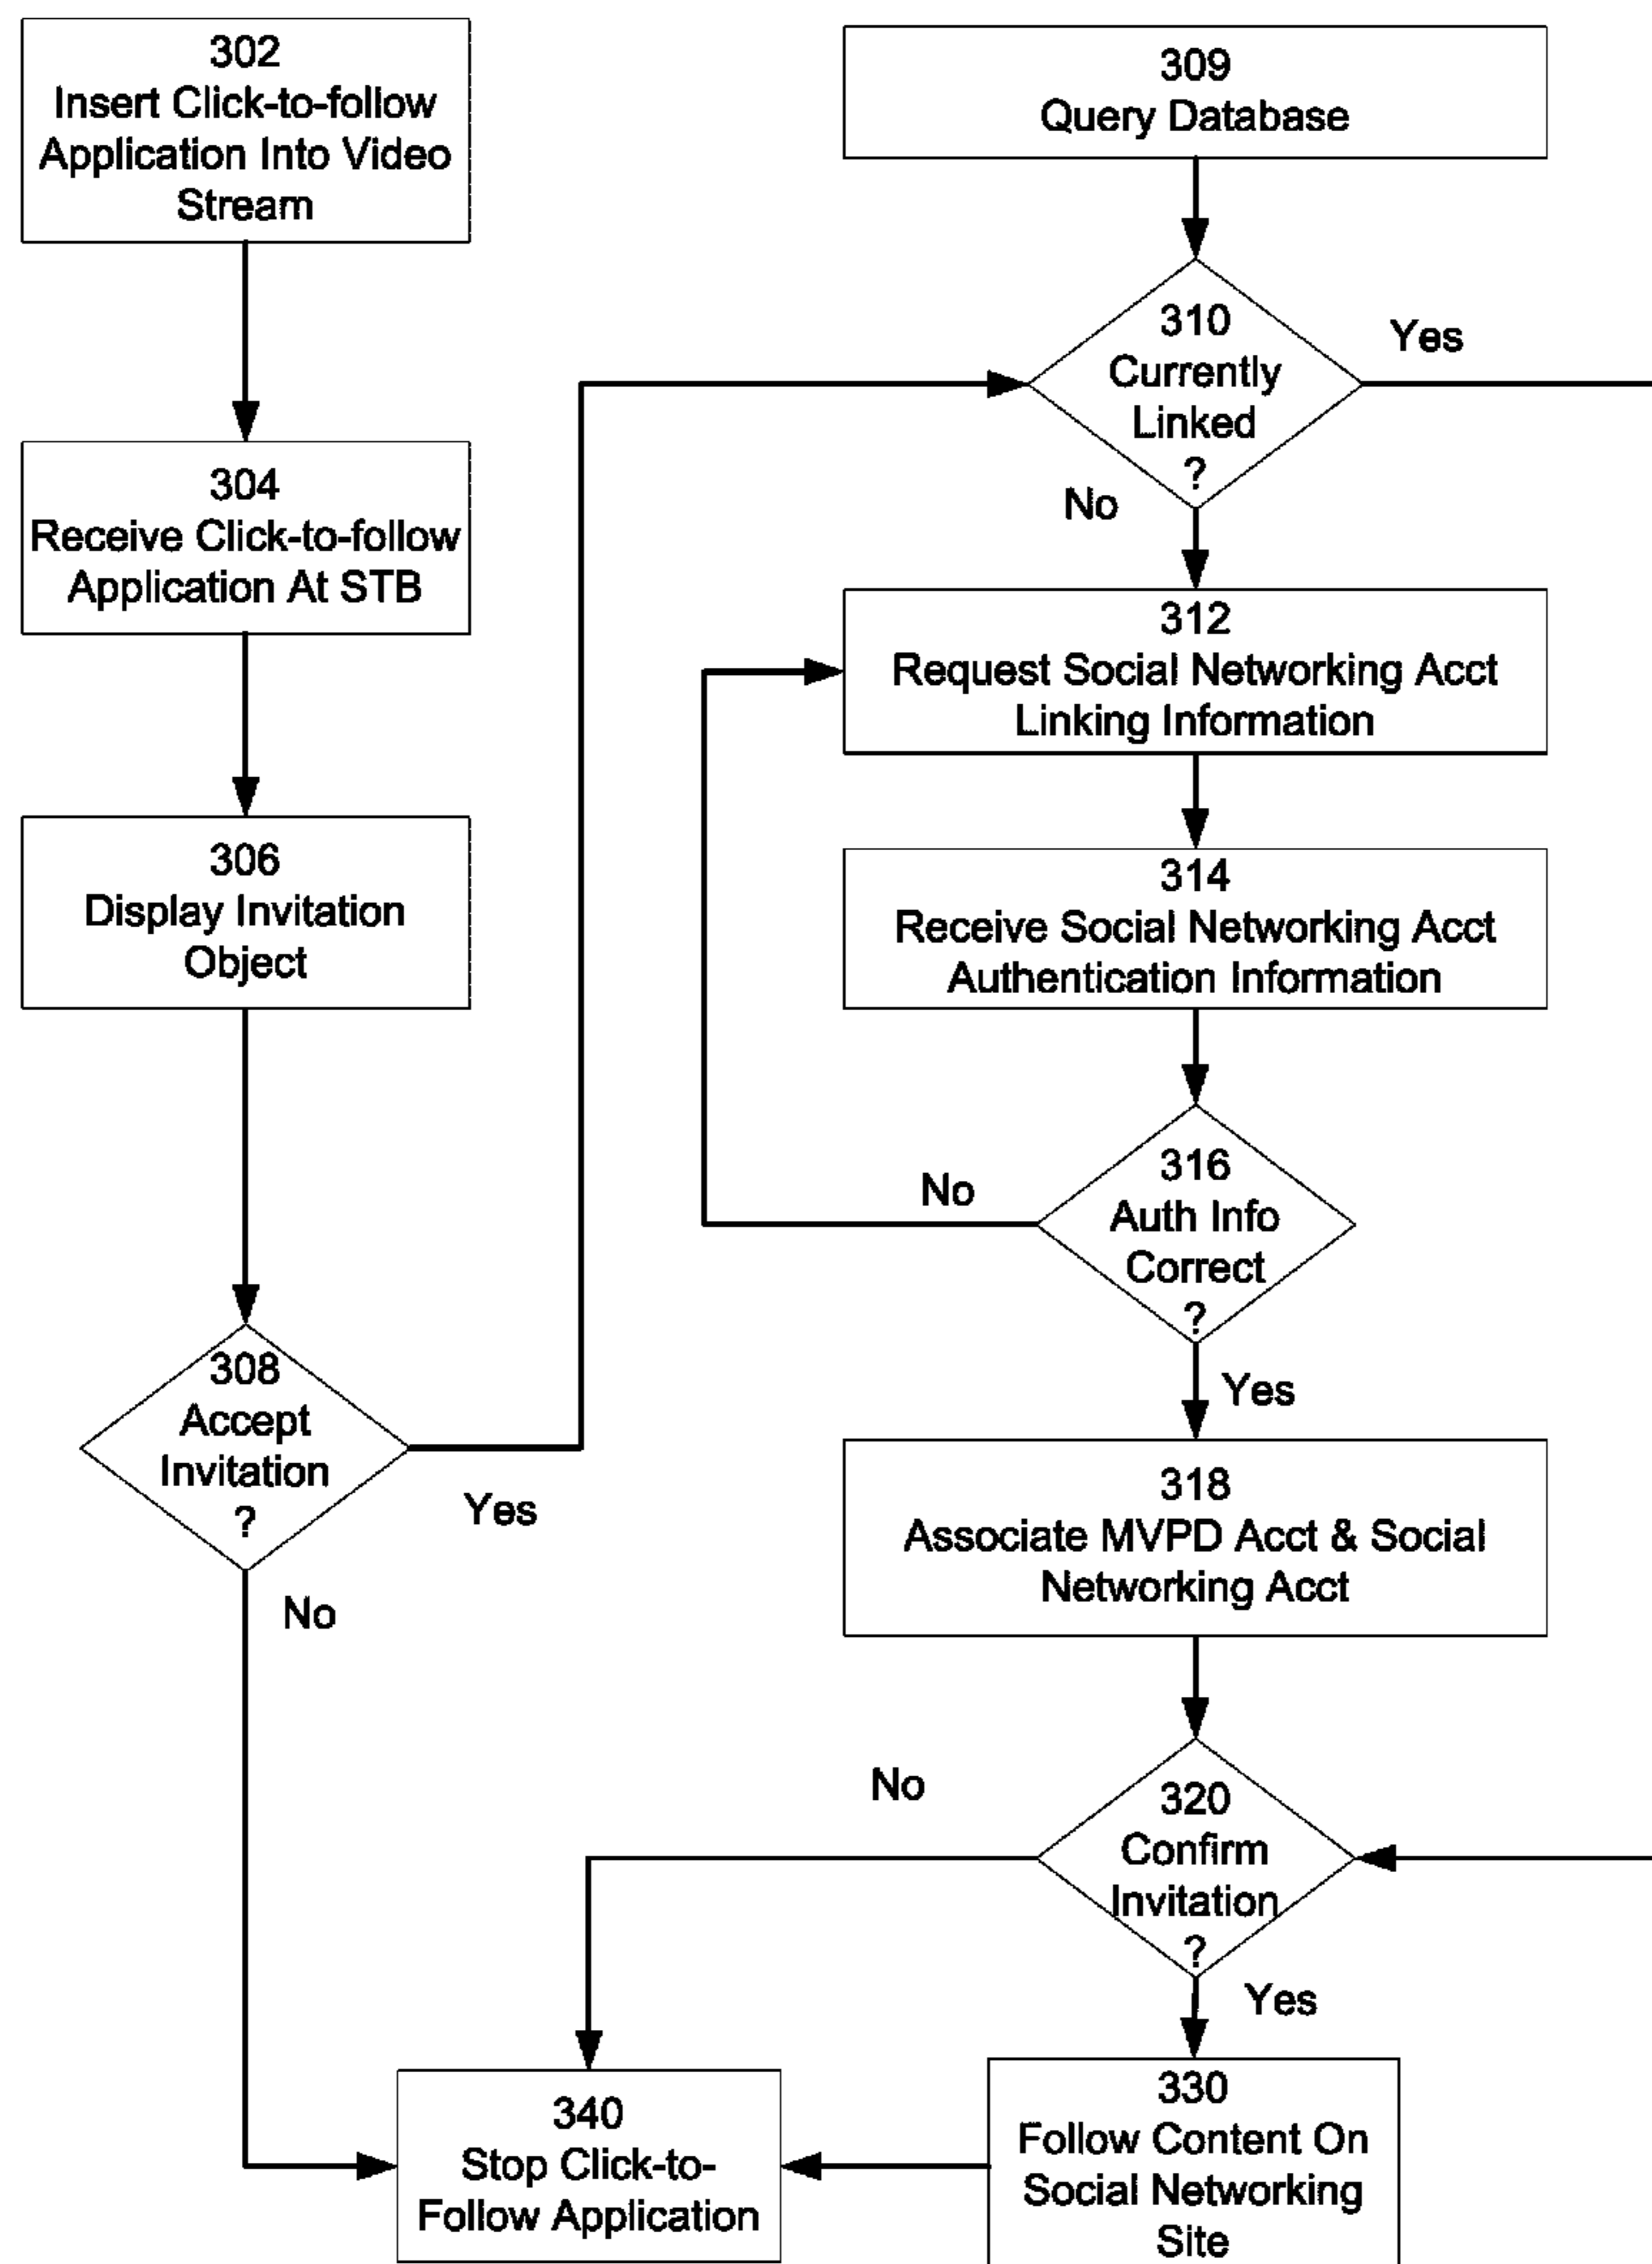 302
Insert Click-to-follow
Application Into Video
Stream
304
Receive Click-to-follow
Application At STB
306
Display Invitation
Object
308
Accept
Invitation
?
Yes
No
309
Query Database
310
Currently
Linked
?
Yes
No
312
Request Social Networking Acct
Linking Information
314
Receive Social Networking Acct
Authentication Information
316
Auth Info
Correct
?
No
Yes
318
Associate MVPD Acct & Social
Networking Acct
320
Confirm
Invitation
?
No
Yes
330
Follow Content On
Social Networking
Site
340
Stop Click-to-
Follow Application